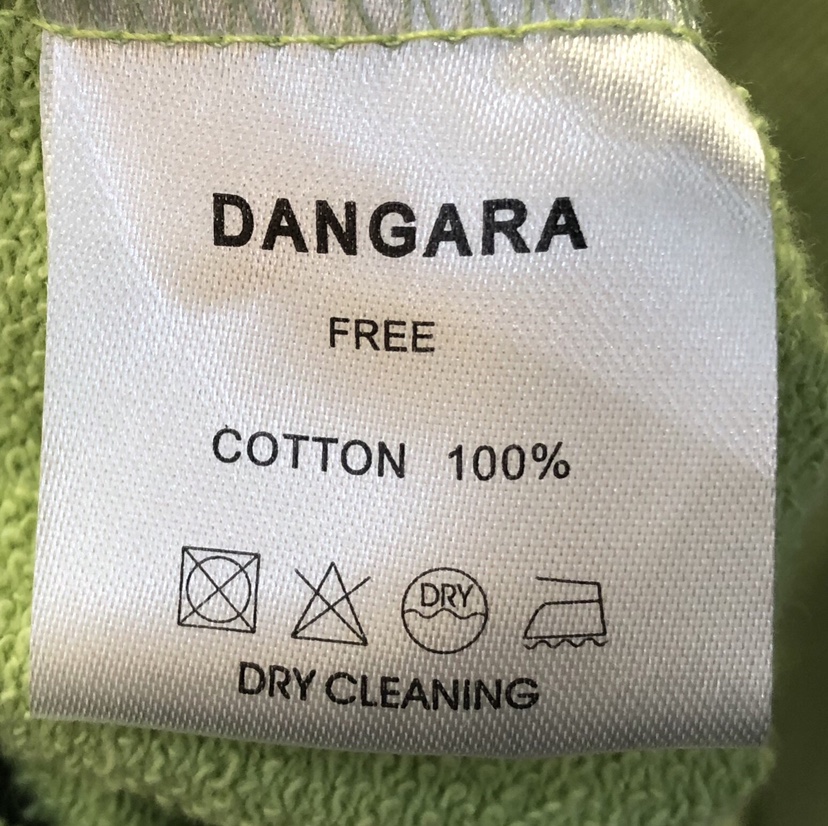 DANGARA
FREE
COTTON 100%
DRY
DRY CLEANING